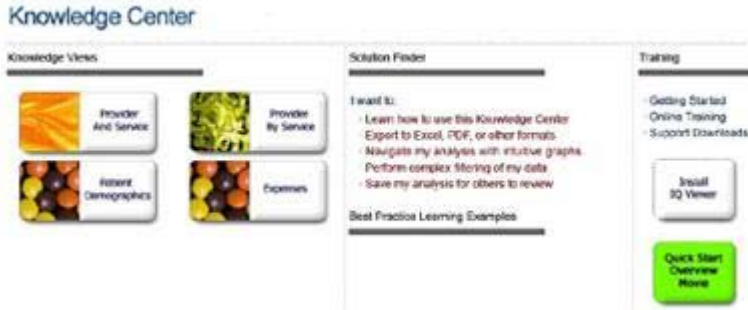 Knowledge Center
Knowledge Views
Provider
And Service
Provider
By Service
Patient
Demographics
Expenses
Solution Finder
I want to:
Learn how to use this Knowledge Center
Export to Excel, PDF, or other formats
Navigate my analysis with intuitive graphs
Perform complex filtering of my data
Save my analysis for others to review
Best Practice Learning Examples
Training
Getting Started
Online Training
Support Downloads
Install
IQ Viewer
Quick Start
Overview
Movie